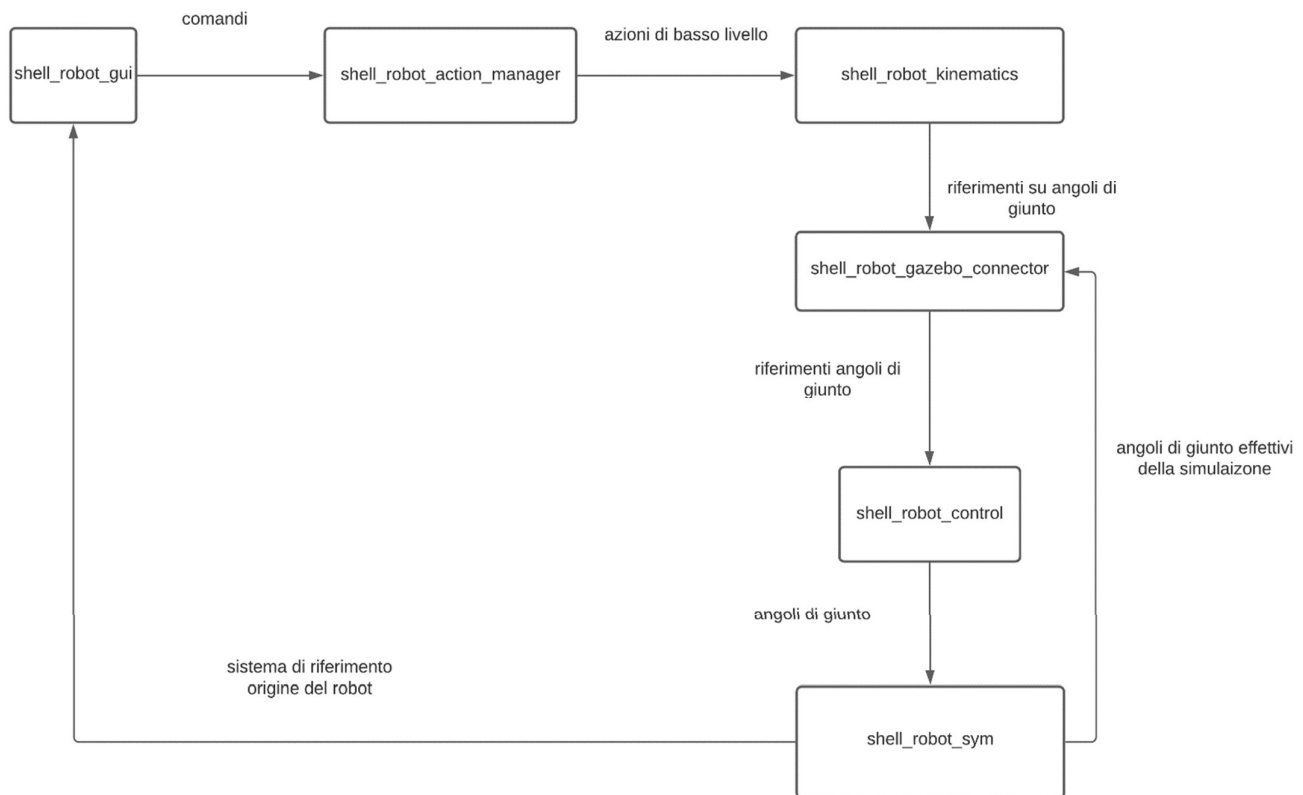 comandi
azioni di basso livello
shell_robot_gui
shell_robot_action_manager
shell_robot_kinematics
riferimenti su angoli di
giunto
shell_robot_gazebo_connector
riferimenti angoli di
giunto
angoli di giunto effettivi
della simulaizone
shell_robot_control
angoli di giunto
sistema di riferimento
origine del robot
shell_robot_sym